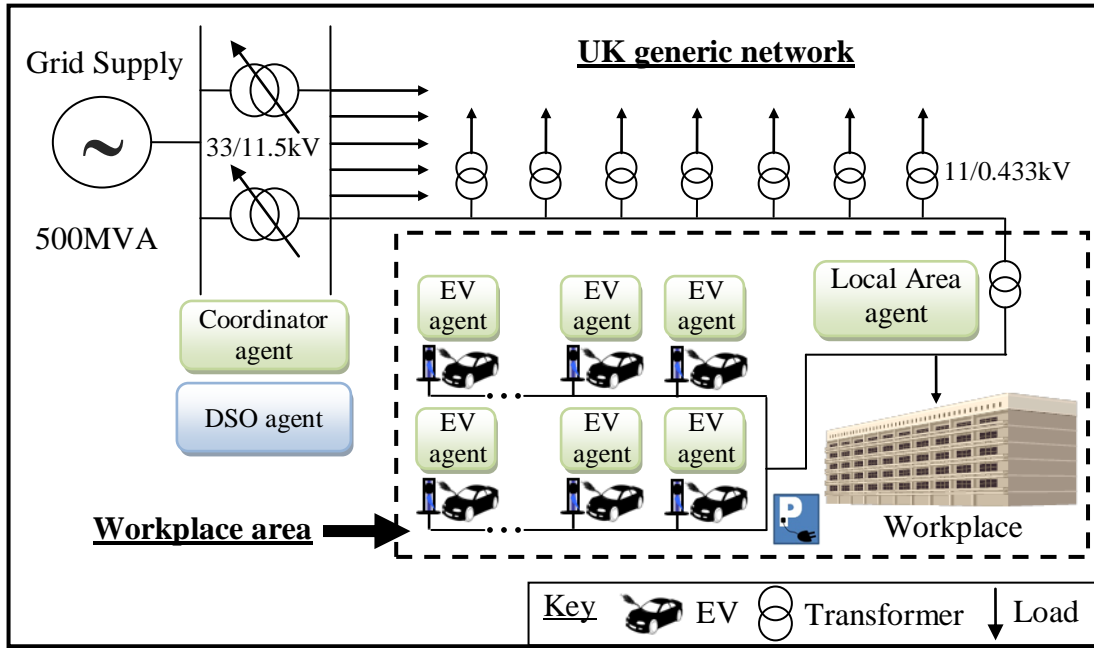 UK generic network
Grid Supply
~
33/11.5kV
11/0.433kV
500MVA
Coordinator
agent
DSO agent
EV
agent
EV
agent
EV
agent
Local Area
agent
EV
agent
EV
agent
EV
agent
P
Workplace
Workplace area
Key
EV
Transformer
Load